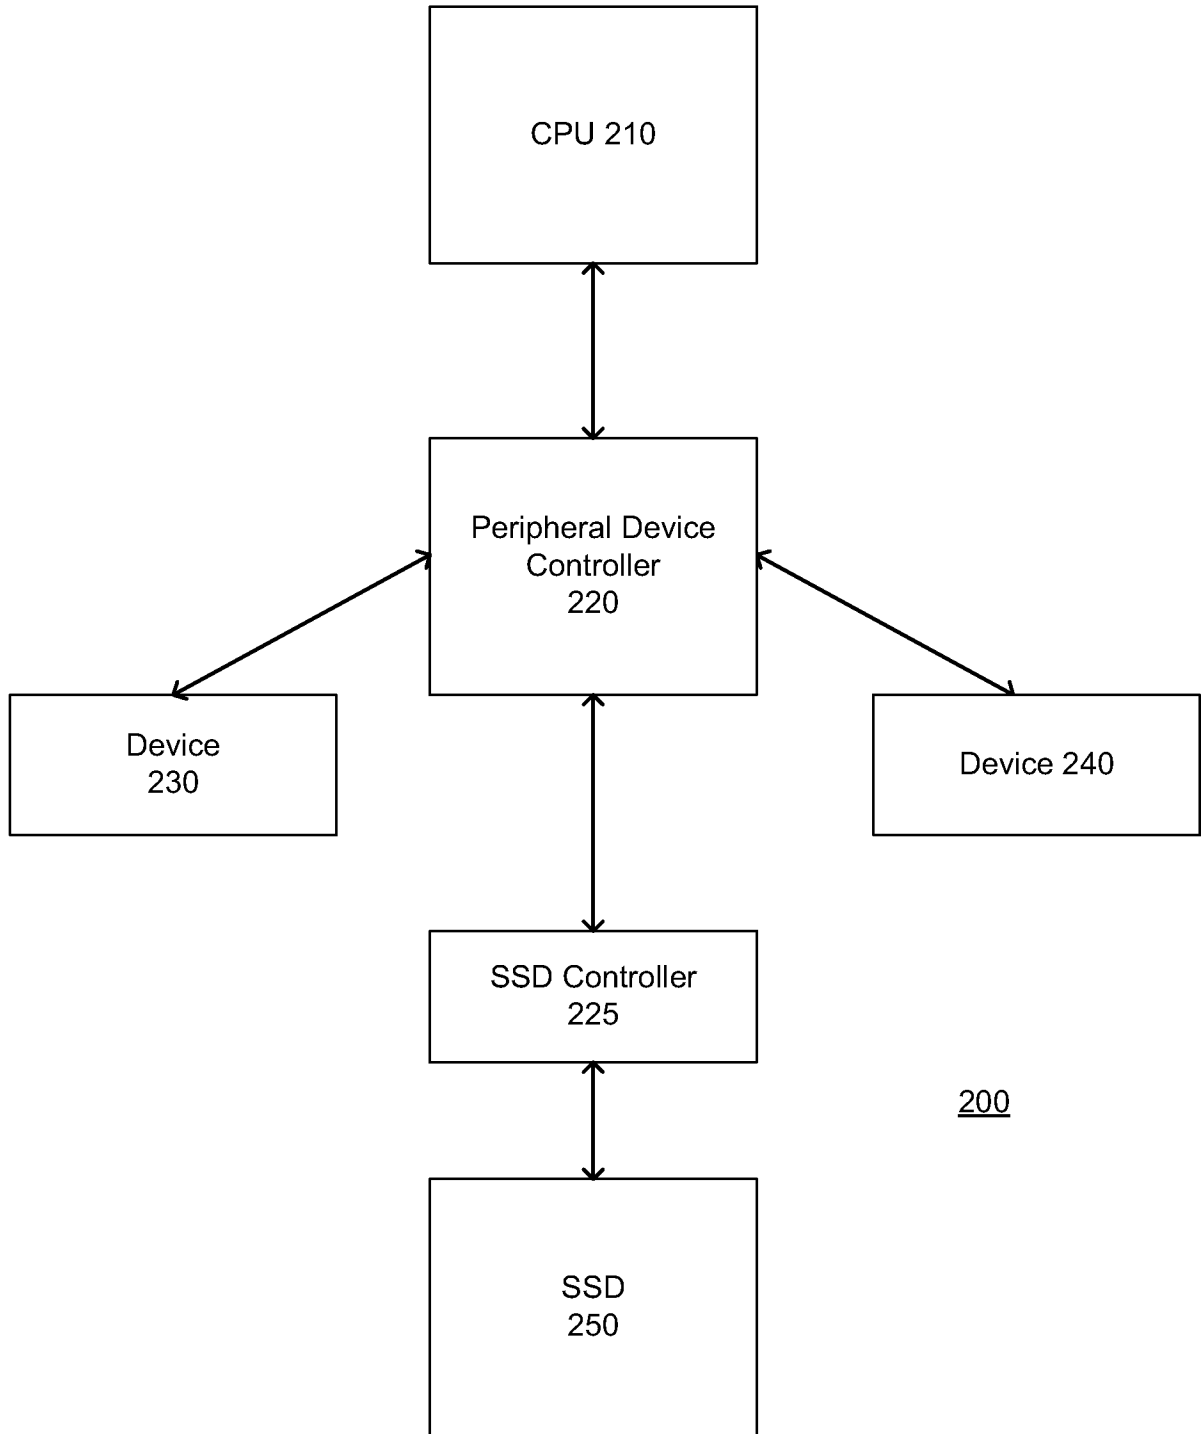 CPU 210
Peripheral Device
Controller
220
Device
230
Device 240
SSD Controller
225
200
SSD
250